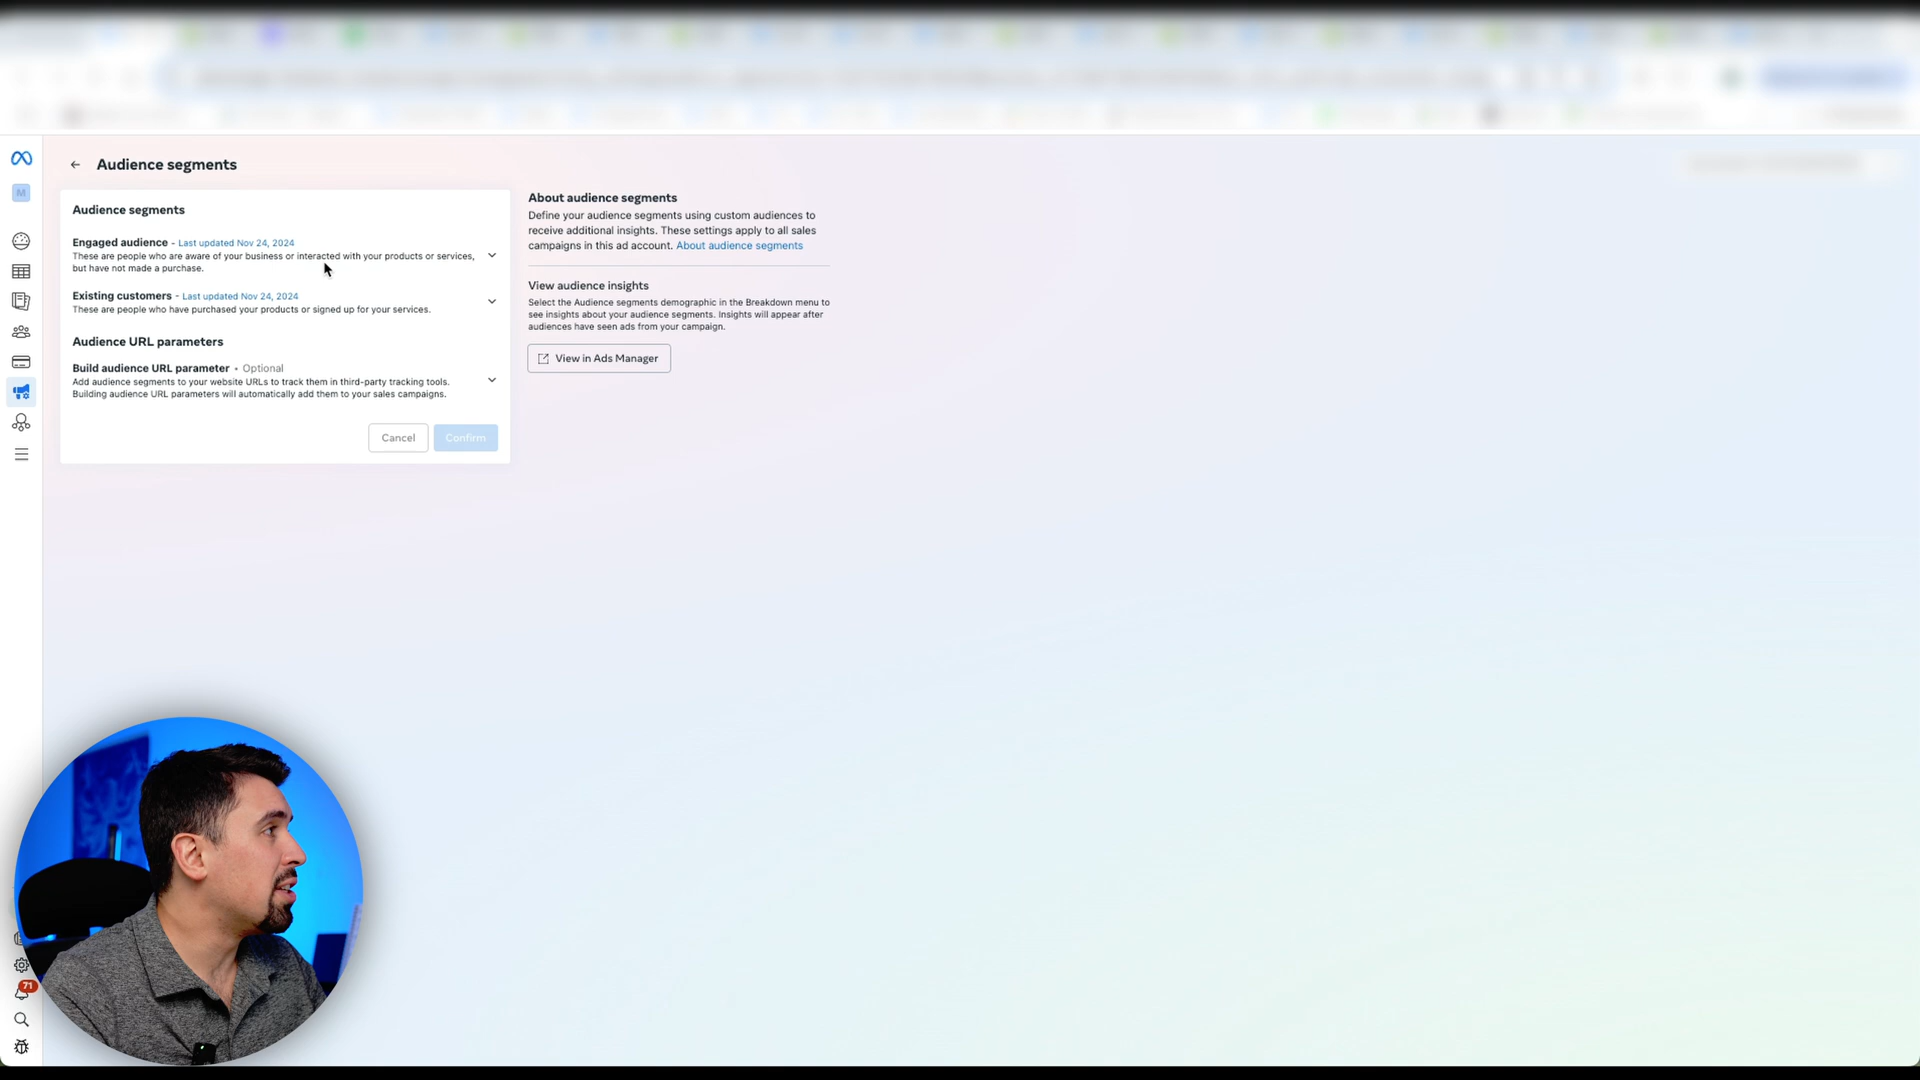 Audience segments
Audience segments
Engaged audience - Last updated Nov 24, 2024
These are people who are aware of your business or interacted with your products or services,
but have not made a purchase.
Existing customers - Last updated Nov 24, 2024
These are people who have purchased your products or signed up for your services.
Audience URL parameters
Build audience URL parameter • Optional
Add audience segments to your website URLs to track them in third-party tracking tools.
Building audience URL parameters will automatically add them to your sales campaigns.
Cancel
Confirm
About audience segments
Define your audience segments using custom audiences to
receive additional insights. These settings apply to all sales
campaigns in this ad account. About audience segments
View audience insights
Select the Audience segments demographic in the Breakdown menu to
see insights about your audience segments. Insights will appear after
audiences have seen ads from your campaign.
View in Ads Manager
M
71